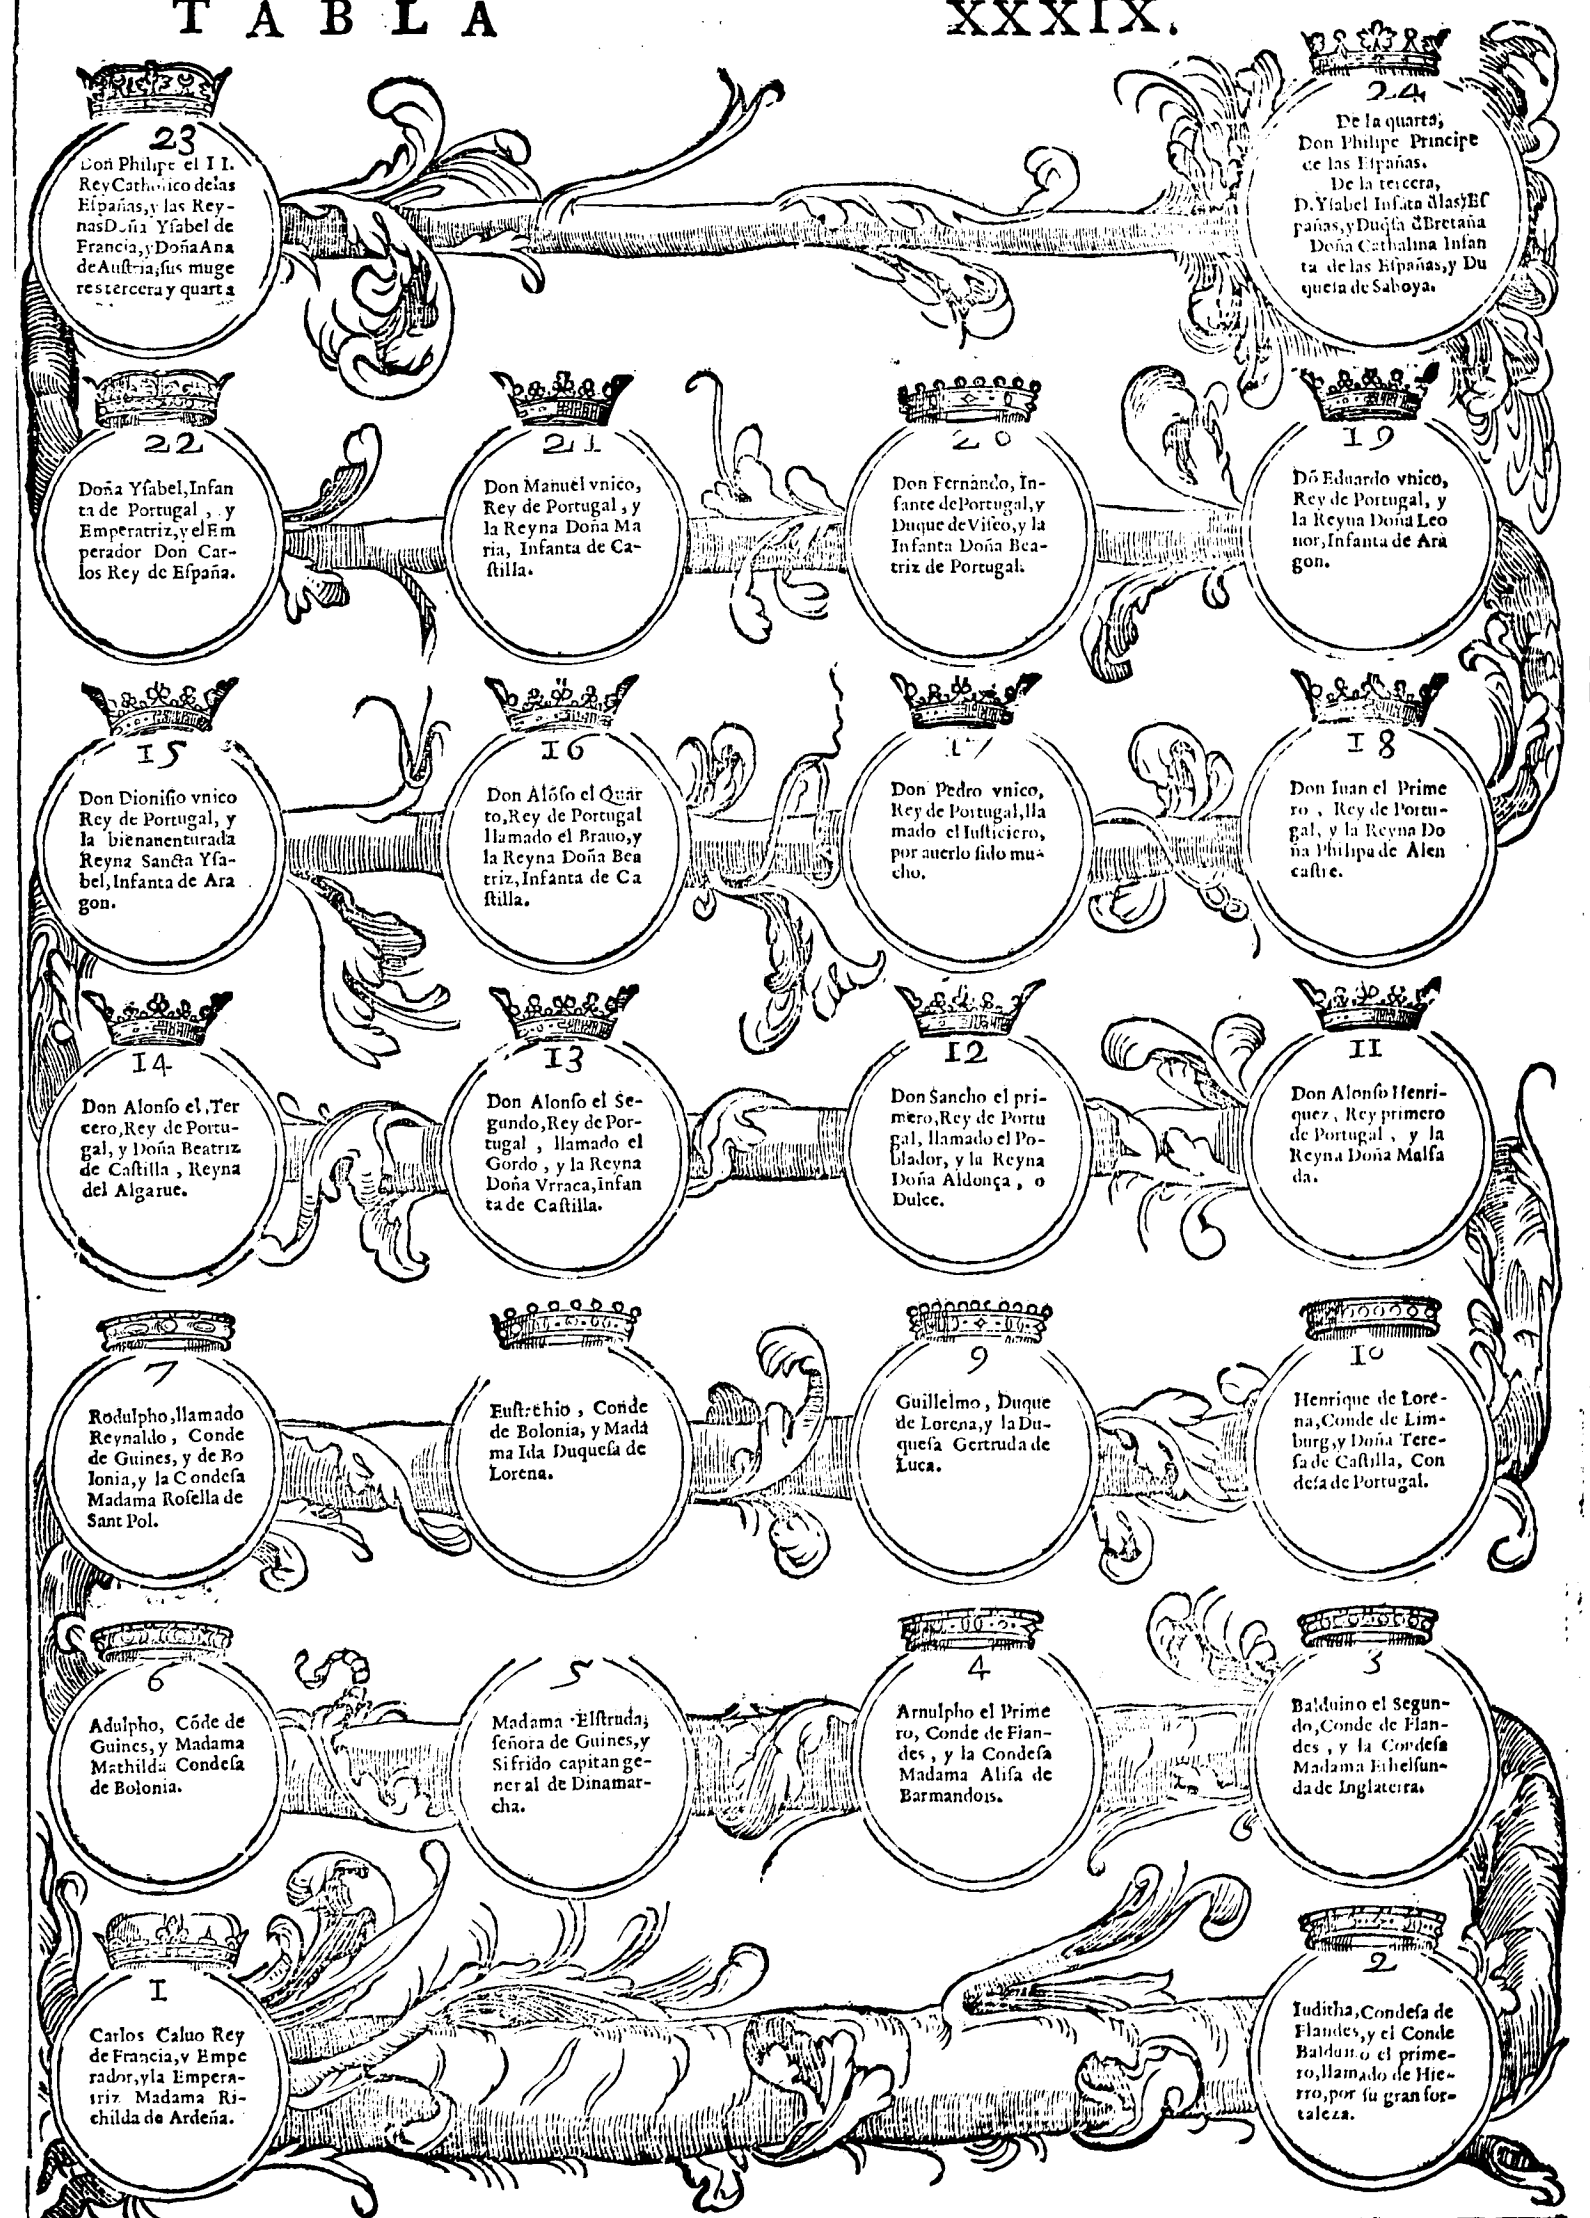 TABLA XXXIX.
23
Don Philipe el II.
Rey Catholico delas
Eſpañas, y las Rey-
nas Doña Yſabel de
Francia, y Doña Ana
de Auſtria, ſus muge
res tercera y quarta
24
De la quarta,
Don Philipe Principe
de las Eſpañas.
De la tercera,
D. Yſabel Infāta d̃las Eſ
pañas, y Duq̃ſa d̃ Bretaña
Doña Cathalina Infan
ta de las Eſpañas, y Du
queſa de Saboya.
22
Doña Yſabel, Infan
ta de Portugal, y
Emperatriz, y el Em
perador Don Car-
los Rey de Eſpaña.
21
Don Manuel vnico,
Rey de Portugal, y
la Reyna Doña Ma
ria, Infanta de Ca-
ſtilla.
20
Don Fernando, In-
fante de Portugal, y
Duque de Viſeo, y la
Infanta Doña Bea-
triz de Portugal.
19
Dō Eduardo vnico,
Rey de Portugal, y
la Reyna Doña Leo
nor, Infanta de Ara
gon.
15
Don Dioniſio vnico
Rey de Portugal, y
la bienauenturada
Reyna Sancta Yſa-
bel, Infanta de Ara
gon.
16
Don Alōſo el Quar
to, Rey de Portugal
llamado el Brauo, y
la Reyna Doña Bea
triz, Infanta de Ca
ſtilla.
17
Don Pedro vnico,
Rey de Portugal, lla
mado el Iuſticiero,
por auerlo ſido mu-
cho.
18
Don Iuan el Prime
ro, Rey de Portu-
gal, y la Reyna Do
ña Philipa de Alen
caſtre.
14
Don Alonſo el Ter
cero, Rey de Portu-
gal, y Doña Beatriz
de Caſtilla, Reyna
del Algarue.
13
Don Alonſo el Se-
gundo, Rey de Por-
tugal, llamado el
Gordo, y la Reyna
Doña Vrraca, Infan
ta de Caſtilla.
12
Don Sancho el pri-
mero, Rey de Portu
gal, llamado el Po-
blador, y la Reyna
Doña Aldonça, o
Dulce.
11
Don Alonſo Henri-
quez, Rey primero
de Portugal, y la
Reyna Doña Malfa
da.
7
Rodulpho, llamado
Reynaldo, Conde
de Guines, y de Bo
lonia, y la Condeſa
Madama Roſella de
Sant Pol.
Euſtachio, Conde
de Bolonia, y Mada
ma Ida Duqueſa de
Lorena.
9
Guillelmo, Duque
de Lorena, y la Du-
queſa Gertruda de
Luca.
10
Henrique de Lore-
na, Conde de Lim-
burg, y Doña Tere-
ſa de Caſtilla, Con
deſa de Portugal.
6
Adulpho, Cōde de
Guines, y Madama
Mathilda Condeſa
de Bolonia.
5
Madama Elſtruda,
ſeñora de Guines, y
Sifrido capitan ge-
neral de Dinamar-
cha.
4
Arnulpho el Prime
ro, Conde de Flan-
des, y la Condeſa
Madama Aliſa de
Barmandois.
3
Balduino el Segun-
do, Conde de Flan-
des, y la Condeſa
Madama Ethelfun-
da de Inglaterra.
1
Carlos Caluo Rey
de Francia, y Empe
rador, y la Empera-
triz Madama Ri-
childa de Ardeña.
2
Iuditha, Condeſa de
Flandes, y el Conde
Balduino el prime-
ro, llamado de Hie-
rro, por ſu gran for-
taleza.